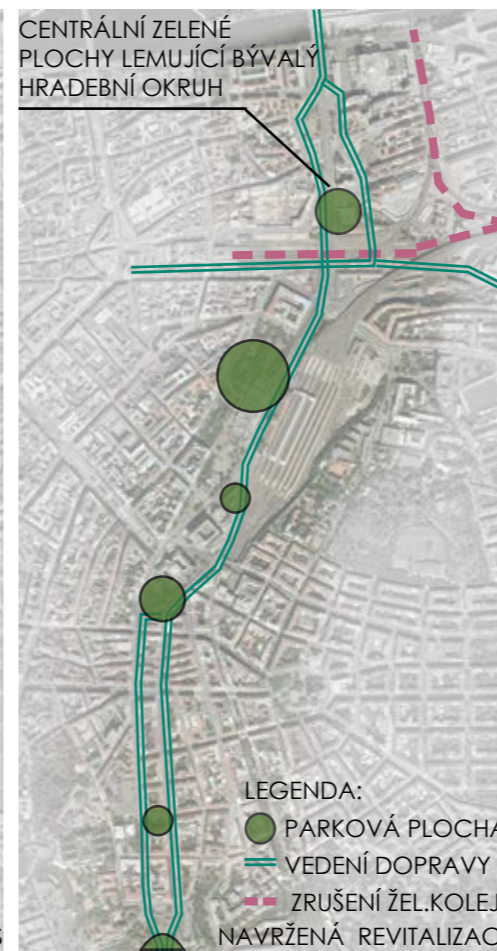 CENTRÁLNÍ ZELENÉ
PLOCHY LEMUJÍCÍ BÝVALÝ
HRADEBNÍ OKRUH
LEGENDA:
PARKOVÁ PLOCHA
VEDENÍ DOPRAVY
ZRUŠENÍ ŽEL.KOLEJ
NAVRŽENÁ REVITALIZAC